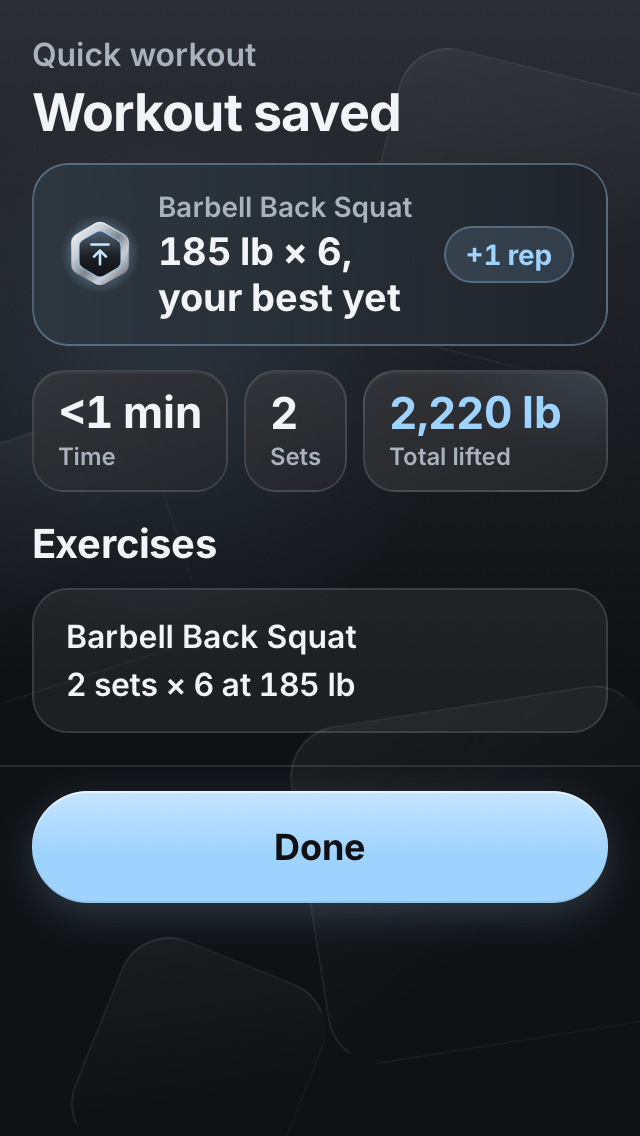 Quick workout
Workout saved
Barbell Back Squat
185 lb × 6,
your best yet
+1 rep
<1 min
Time
2
Sets
2,220 lb
Total lifted
Exercises
Barbell Back Squat
2 sets × 6 at 185 lb
Done